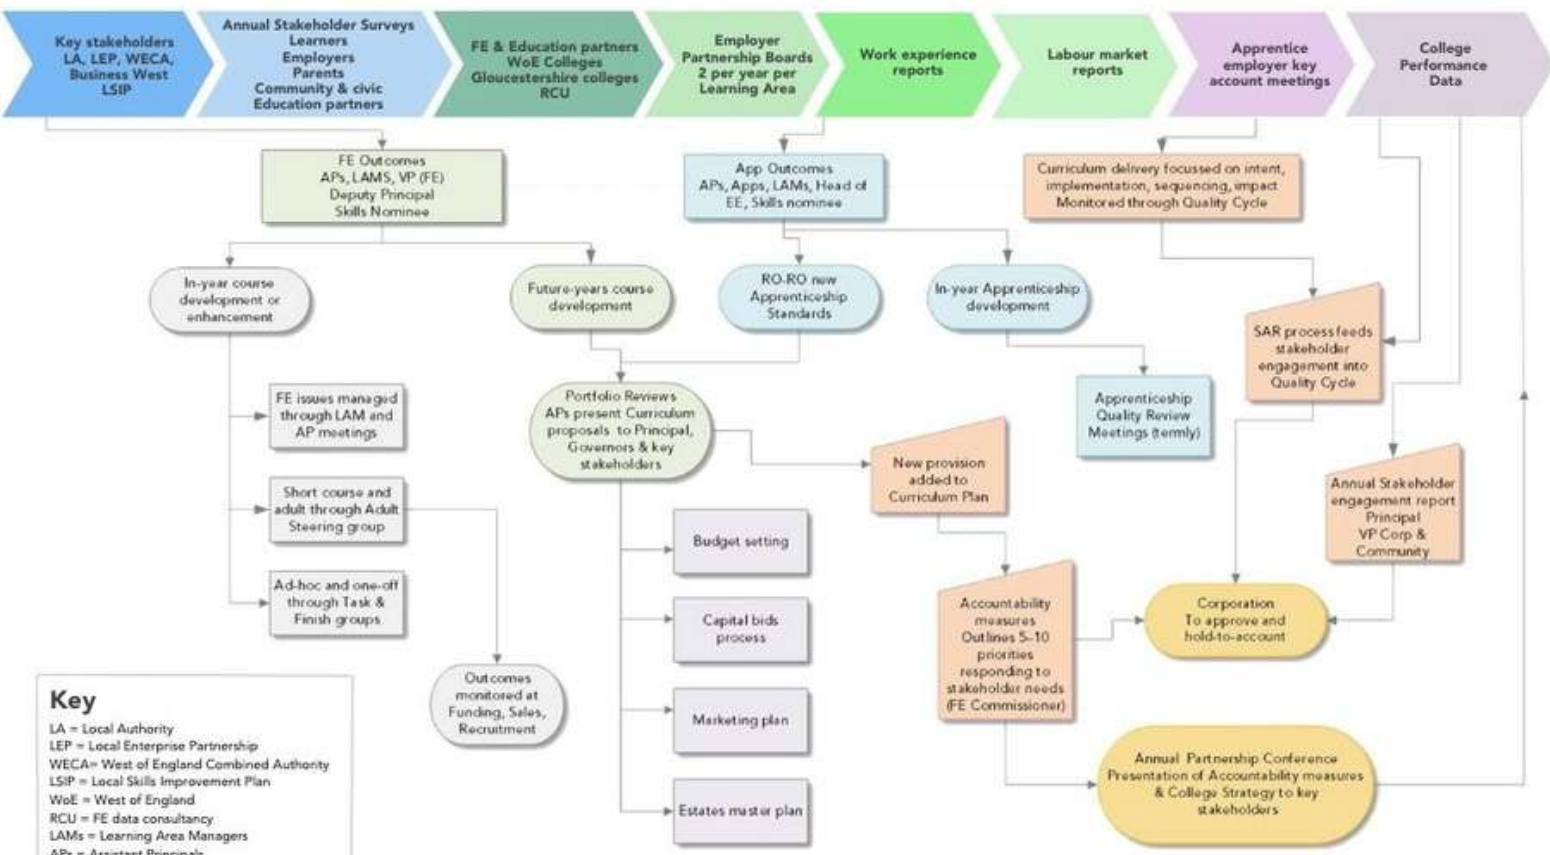 Key stakeholders
LA, LEP, WECA,
Business West
LSIP
Annual Stakeholder Surveys
Learners
Employers
Parents
Community & civic
Education partners
FE & Education partners
WoE Colleges
Gloucestershire colleges
RCU
Employer
Partnership Boards
2 per year per
Learning Area
Work experience
reports
Labour market
reports
Apprentice
employer key
account meetings
College
Performance
Data
FE Outcomes
APs, LAMS, VP (FE)
Deputy Principal
Skills Nominee
App Outcomes
APs, Apps, LAMs, Head of
EE, Skills nominee
Curriculum delivery focussed on intent,
implementation, sequencing, impact
Monitored through Quality Cycle
In-year course
development or
enhancement
Future-years course
development
RO-RO new
Apprenticeship
Standards
In-year Apprenticeship
development
SAR process feeds
stakeholder
engagement into
Quality Cycle
FE issues managed
through LAM and
AP meetings
Portfolio Reviews
APs present Curriculum
proposals to Principal,
Governors & key
stakeholders
Apprenticeship
Quality Review
Meetings (termly)
New provision
added to
Curriculum Plan
Annual Stakeholder
engagement report
Principal
VP Corp &
Community
Short course and
adult through Adult
Steering group
Budget setting
Ad-hoc and one-off
through Task &
Finish groups
Capital bids
process
Accountability
measures
Outlines 5-10
priorities
responding to
stakeholder needs
(FE Commissioner)
Corporation
To approve and
hold-to-account
Outcomes
monitored at
Funding, Sales,
Recruitment
Marketing plan
Annual Partnership Conference
Presentation of Accountability measures
& College Strategy to key
stakeholders
Estates master plan
Key
LA = Local Authority
LEP = Local Enterprise Partnership
WECA= West of England Combined Authority
LSIP = Local Skills Improvement Plan
WoE = West of England
RCU = FE data consultancy
LAMs = Learning Area Managers
APs = Assistant Principals